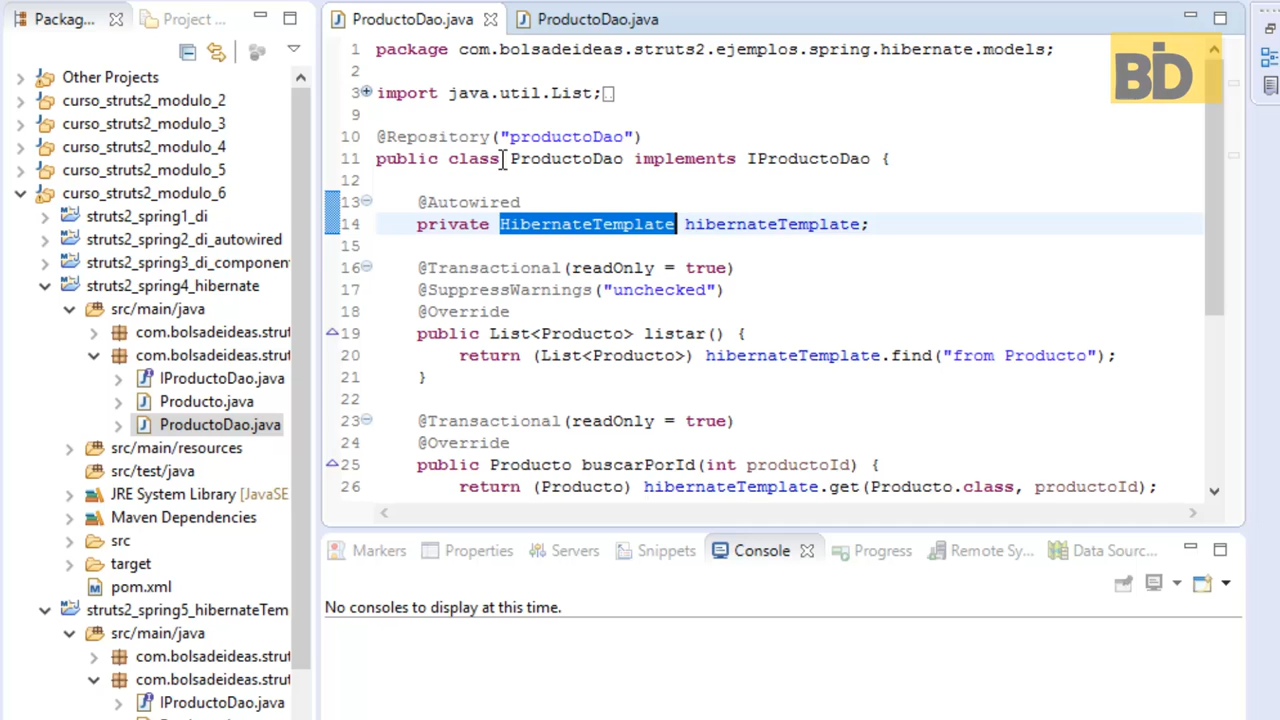 Packag...
Project ...
ProductoDao.java
ProductoDao.java
Other Projects
curso_struts2_modulo_2
curso_struts2_modulo_3
curso_struts2_modulo_4
curso_struts2_modulo_5
curso_struts2_modulo_6
struts2_spring1_di
struts2_spring2_di_autowired
struts2_spring3_di_componen
struts2_spring4_hibernate
src/main/java
com.bolsadeideas.strut
com.bolsadeideas.strut
IProductoDao.java
Producto.java
ProductoDao.java
src/main/resources
src/test/java
JRE System Library [JavaSE
Maven Dependencies
src
target
pom.xml
struts2_spring5_hibernateTem
src/main/java
com.bolsadeideas.strut
com.bolsadeideas.strut
IProductoDao.java
1 package com.bolsadeideas.struts2.ejemplos.spring.hibernate.models;
2
3 import java.util.List;
9
10 @Repository("productoDao")
11 public class ProductoDao implements IProductoDao {
12
13 @Autowired
14 private HibernateTemplate hibernateTemplate;
15
16 @Transactional(readOnly = true)
17 @SuppressWarnings("unchecked")
18 @Override
19 public List<Producto> listar() {
20 return (List<Producto>) hibernateTemplate.find("from Producto");
21 }
22
23 @Transactional(readOnly = true)
24 @Override
25 public Producto buscarPorId(int productoId) {
26 return (Producto) hibernateTemplate.get(Producto.class, productoId);
BD
Markers
Properties
Servers
Snippets
Console
Progress
Remote Sy...
Data Sourc...
No consoles to display at this time.